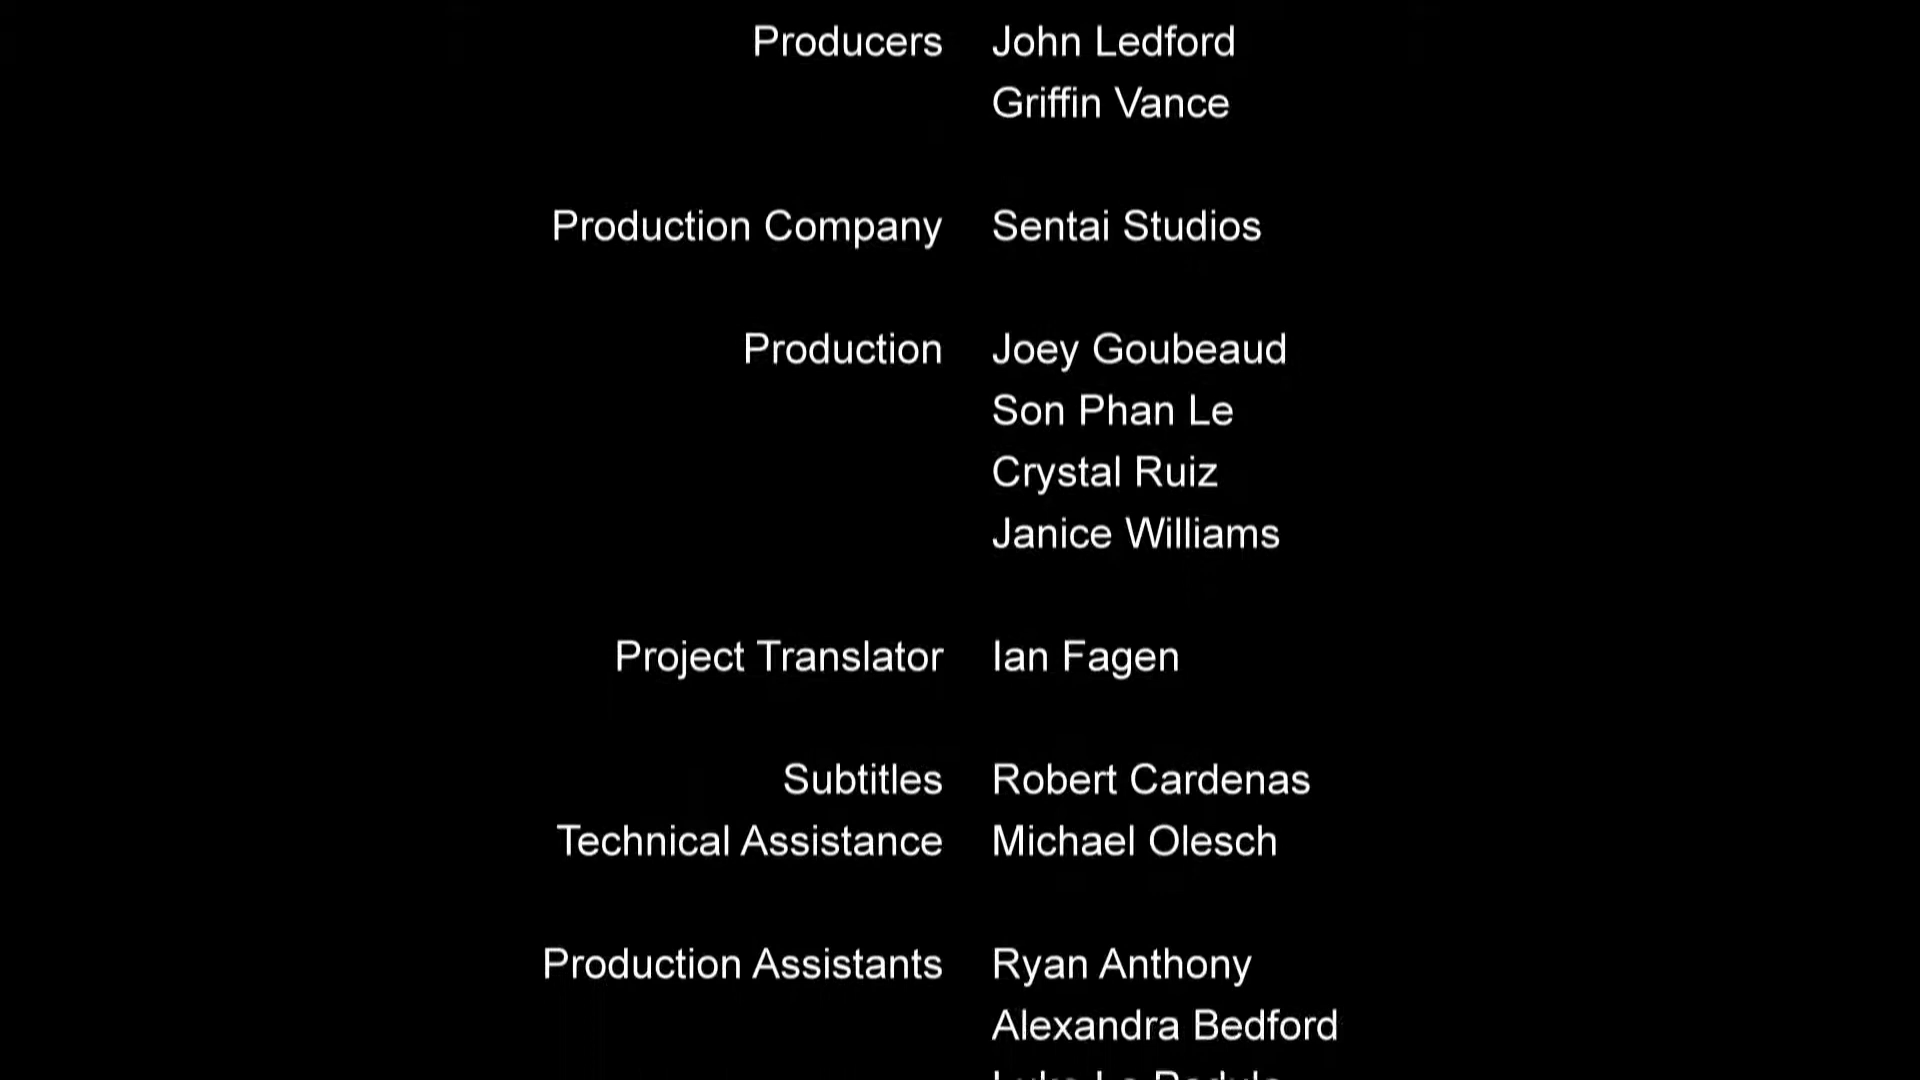 Producers John Ledford
Griffin Vance
Production Company Sentai Studios
Production Joey Goubeaud
Son Phan Le
Crystal Ruiz
Janice Williams
Project Translator Ian Fagen
Subtitles Robert Cardenas
Technical Assistance Michael Olesch
Production Assistants Ryan Anthony
Alexandra Bedford